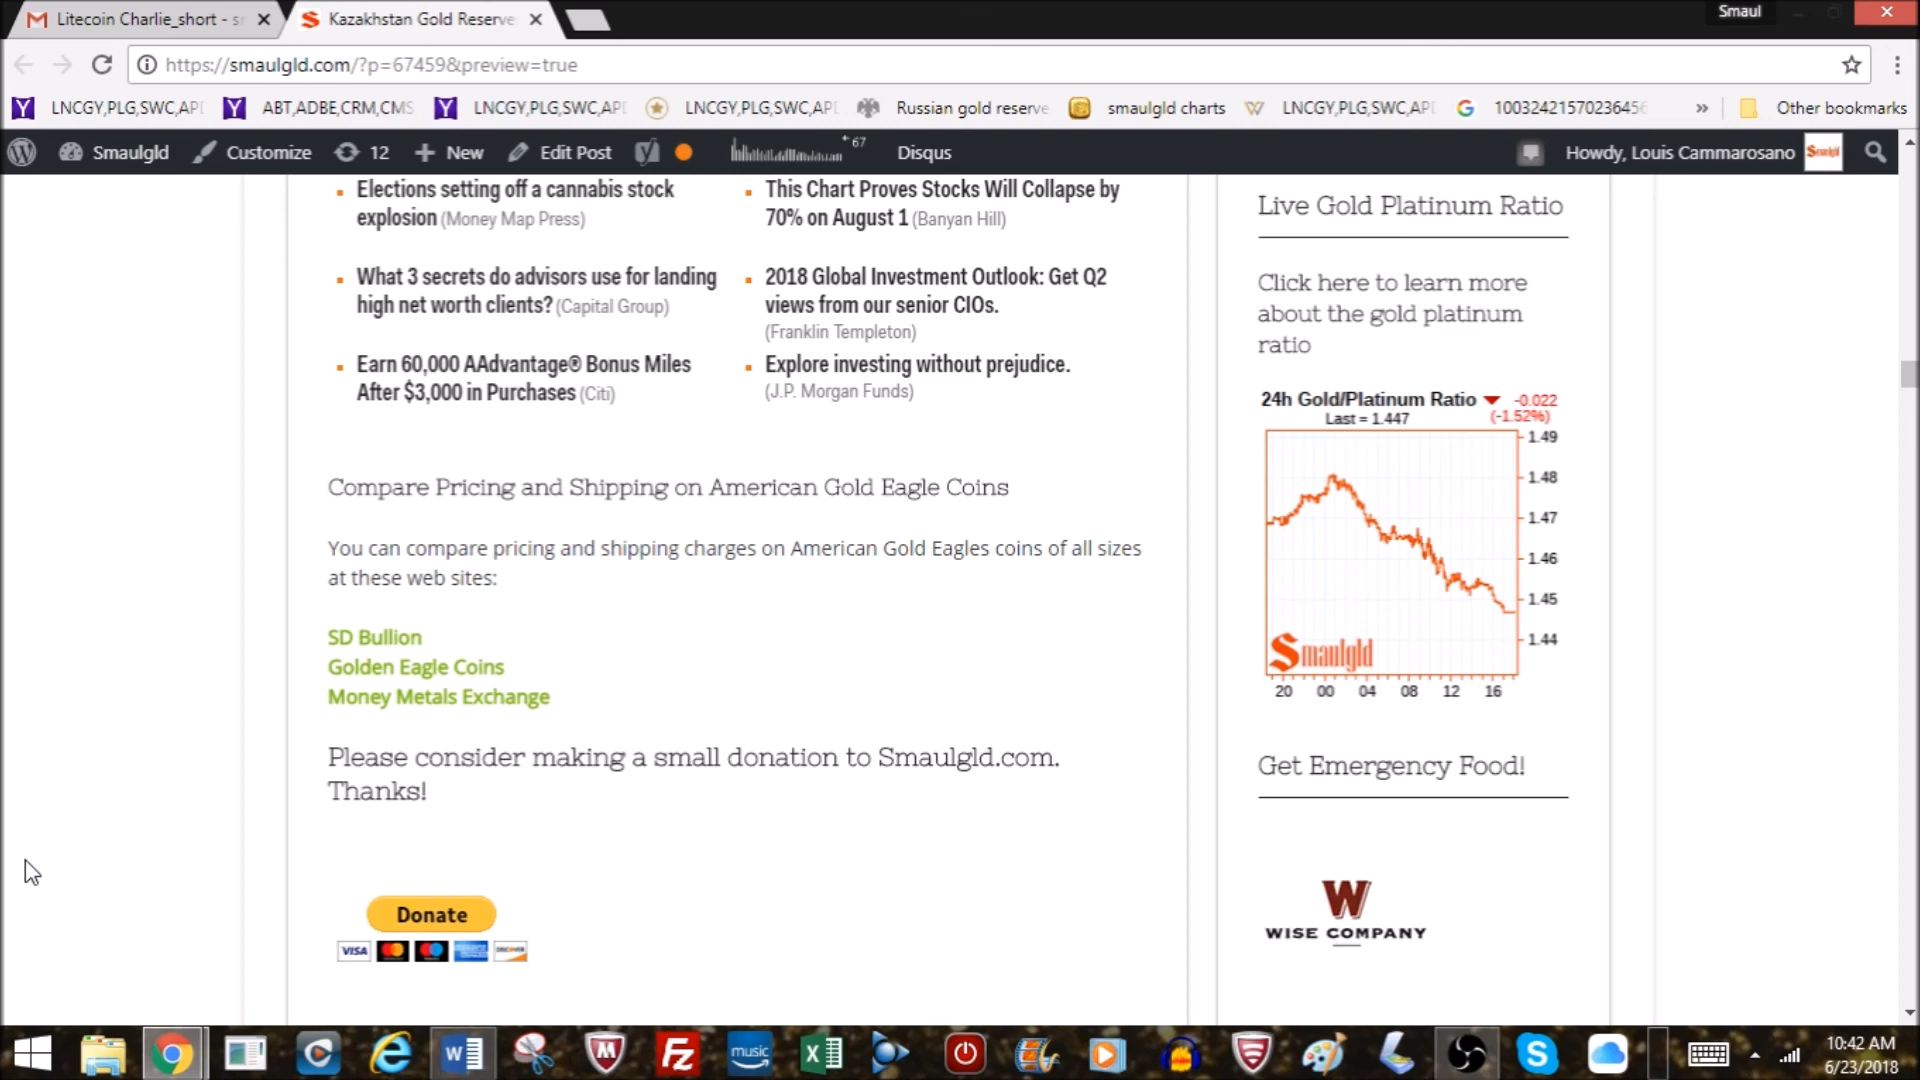 Litecoin Charlie_short - s
Kazakhstan Gold Reserve
Smaul
https://smaulgld.com/?p=67459&preview=true
LNCGY,PLG,SWC,AP
ABT,ADBE,CRM,CMS
LNCGY,PLG,SWC,AP
LNCGY,PLG,SWC,AP
Russian gold reserve
smaulgld charts
LNCGY,PLG,SWC,AP
1003242157023645
»
Other bookmarks
Smaulgld
Customize
12
New
Edit Post
67
Disqus
Howdy, Louis Cammarosano
Smaulgld
Elections setting off a cannabis stock
explosion (Money Map Press)
What 3 secrets do advisors use for landing
high net worth clients? (Capital Group)
Earn 60,000 AAdvantage® Bonus Miles
After $3,000 in Purchases (Citi)
This Chart Proves Stocks Will Collapse by
70% on August 1 (Banyan Hill)
2018 Global Investment Outlook: Get Q2
views from our senior CIOs.
(Franklin Templeton)
Explore investing without prejudice.
(J.P. Morgan Funds)
Compare Pricing and Shipping on American Gold Eagle Coins
You can compare pricing and shipping charges on American Gold Eagles coins of all sizes
at these web sites:
SD Bullion
Golden Eagle Coins
Money Metals Exchange
Please consider making a small donation to Smaulgld.com.
Thanks!
Donate
VISA
DISCOVER
Live Gold Platinum Ratio
Click here to learn more
about the gold platinum
ratio
24h Gold/Platinum Ratio -0.022
Last = 1.447 (-1.52%)
1.49
1.48
1.47
1.46
1.45
1.44
Smaulgld
20 00 04 08 12 16
Get Emergency Food!
W
WISE COMPANY
music
10:42 AM
6/23/2018